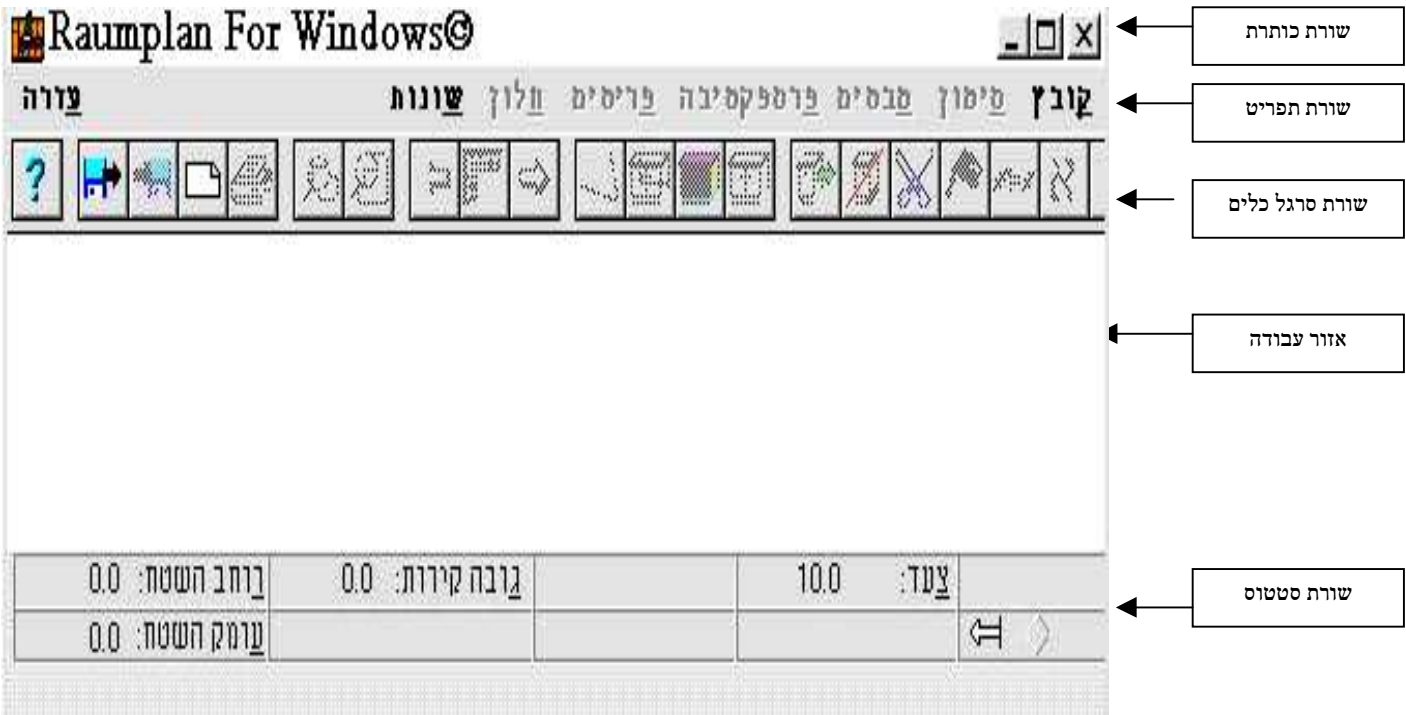 Raumplan For Windows©
שורת כותרת
קובץ סימון מבטים פרספקטיבה פריטים חלון שונות עזרה
שורת תפריט
שורת סרגל כלים
אזור עבודה
צעד: 10.0 גובה קירות: 0.0 רוחב השטח: 0.0
עומק השטח: 0.0
שורת סטטוס